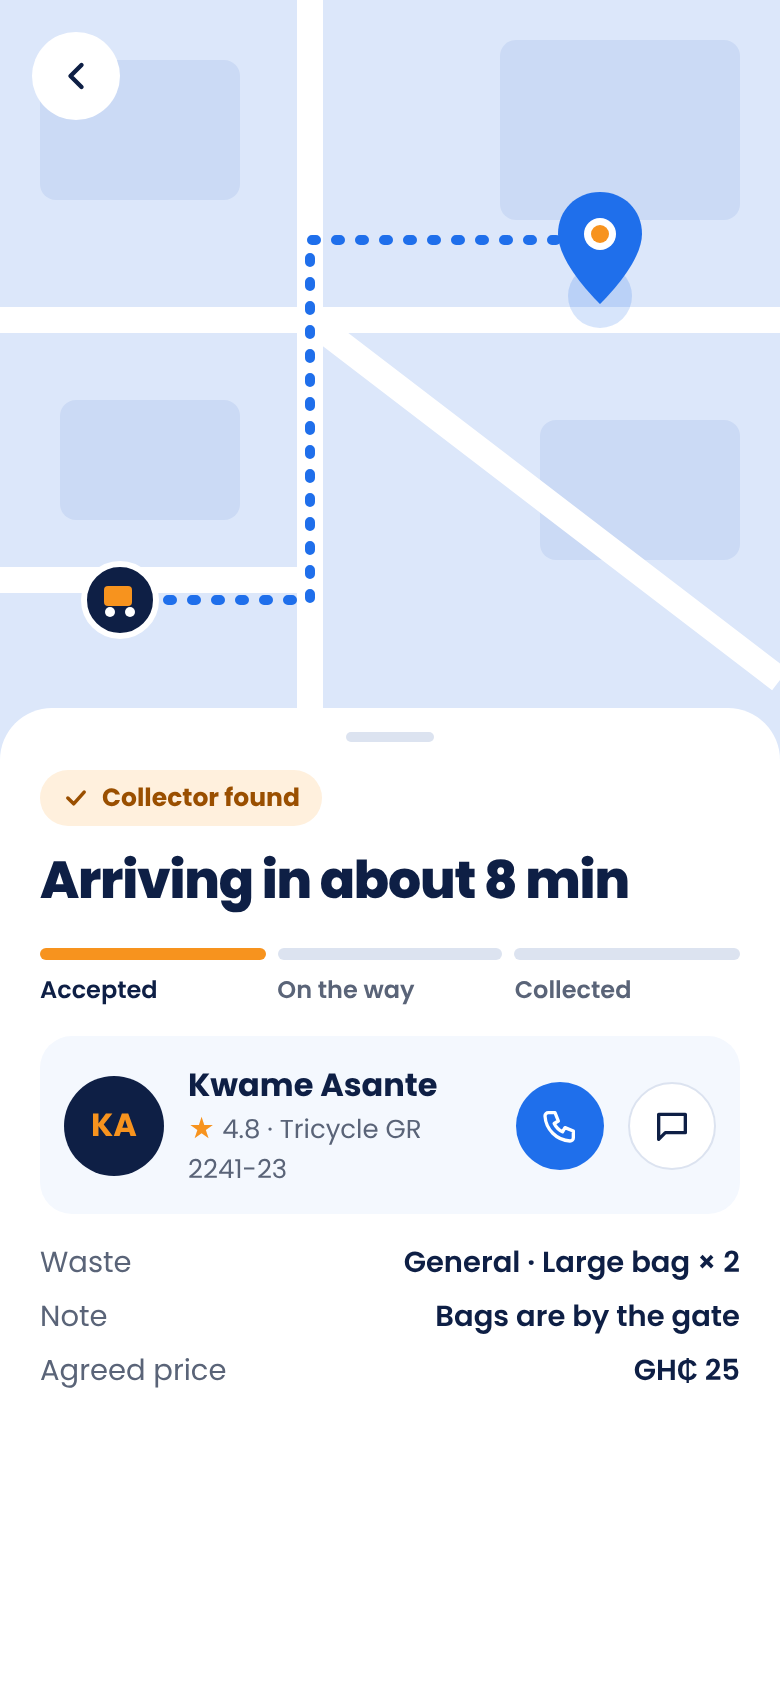 Collector found
Arriving in about 8 min
Accepted
On the way
Collected
KA
Kwame Asante
★ 4.8 · Tricycle GR
2241-23
Waste
General · Large bag × 2
Note
Bags are by the gate
Agreed price
GH₵ 25